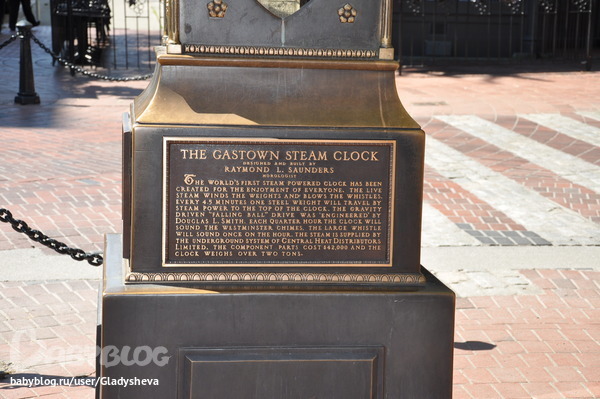 THE GASTOWN STEAM CLOCK
DESIGNED AND BUILT BY
RAYMOND L. SAUNDERS
HOROLOGIST
THE WORLD'S FIRST STEAM POWERED CLOCK HAS BEEN
CREATED FOR THE ENJOYMENT OF EVERYONE. THE LIVE
STEAM WINDS THE WEIGHTS AND BLOWS THE WHISTLES.
EVERY 4.5 MINUTES ONE STEEL WEIGHT WILL TRAVEL BY
STEAM POWER TO THE TOP OF THE CLOCK. THE GRAVITY
DRIVEN "FALLING BALL" DRIVE WAS ENGINEERED BY
DOUGLAS L. SMITH. EACH QUARTER HOUR THE CLOCK WILL
SOUND THE WESTMINSTER CHIMES. THE LARGE WHISTLE
WILL SOUND ONCE ON THE HOUR. THE STEAM IS SUPPLIED BY
THE UNDERGROUND SYSTEM OF CENTRAL HEAT DISTRIBUTORS
LIMITED. THE COMPONENT PARTS COST $42,000 AND THE
CLOCK WEIGHS OVER TWO TONS.
BABYBLOG
babyblog.ru/user/Gladysheva